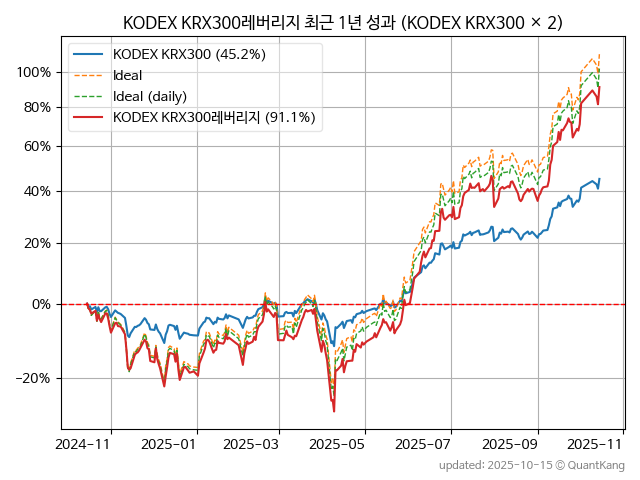 KODEX KRX300레버리지 최근 1년 성과 (KODEX KRX300 × 2)
KODEX KRX300 (45.2%)
Ideal
Ideal (daily)
KODEX KRX300레버리지 (91.1%)
100%
80%
60%
40%
20%
0%
−20%
2024-11 2025-01 2025-03 2025-05 2025-07 2025-09 2025-11
updated: 2025-10-15 © QuantKang